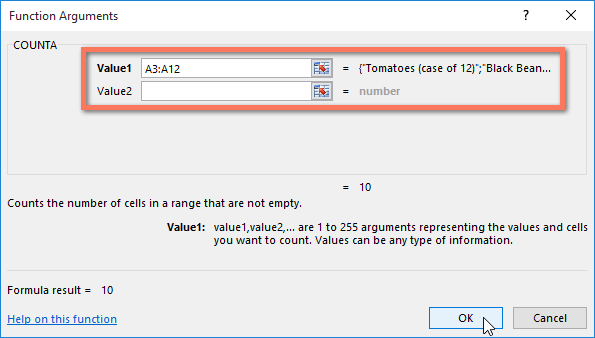 Function Arguments
?
COUNTA
Value1 A3:A12 = {"Tomatoes (case of 12)";"Black Bean...
Value2 = number
= 10
Counts the number of cells in a range that are not empty.
Value1: value1,value2,... are 1 to 255 arguments representing the values and cells
you want to count. Values can be any type of information.
Formula result = 10
Help on this function
OK Cancel